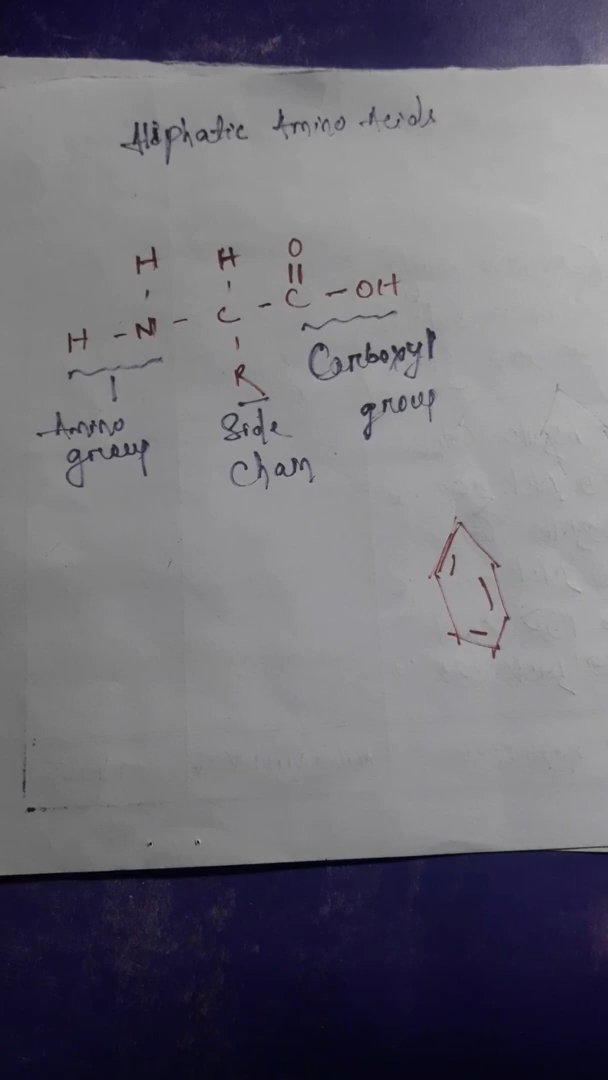 Aliphatic Amino Acids
H H O
H - N - C - C - OH
R
Amino group
Side Chain
Carboxyl group